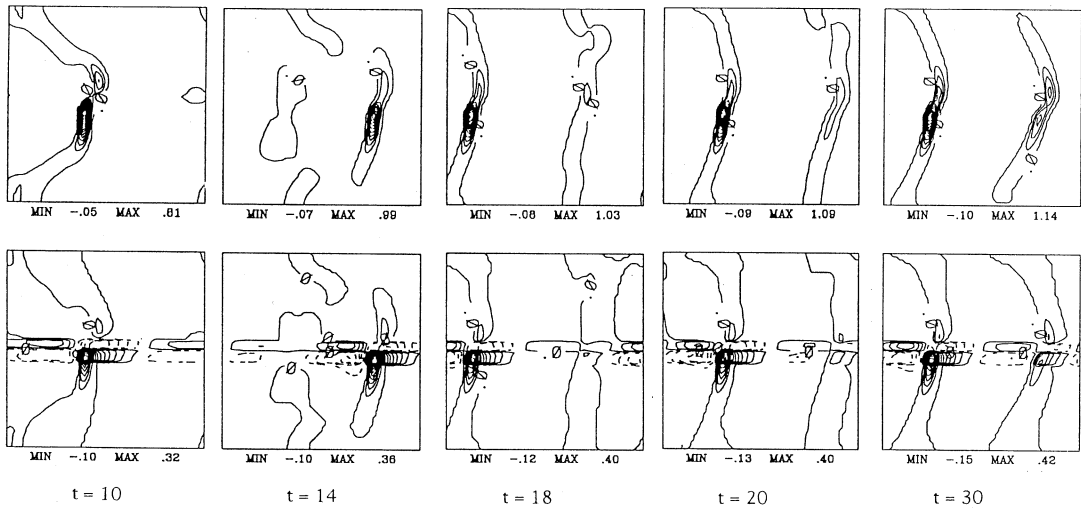 MIN -.05 MAX .81
MIN -.07 MAX .99
MIN -.08 MAX 1.03
MIN -.09 MAX 1.09
MIN -.10 MAX 1.14
MIN -.10 MAX .32
MIN -.10 MAX .36
MIN -.12 MAX .40
MIN -.13 MAX .40
MIN -.15 MAX .42
t = 10
t = 14
t = 18
t = 20
t = 30